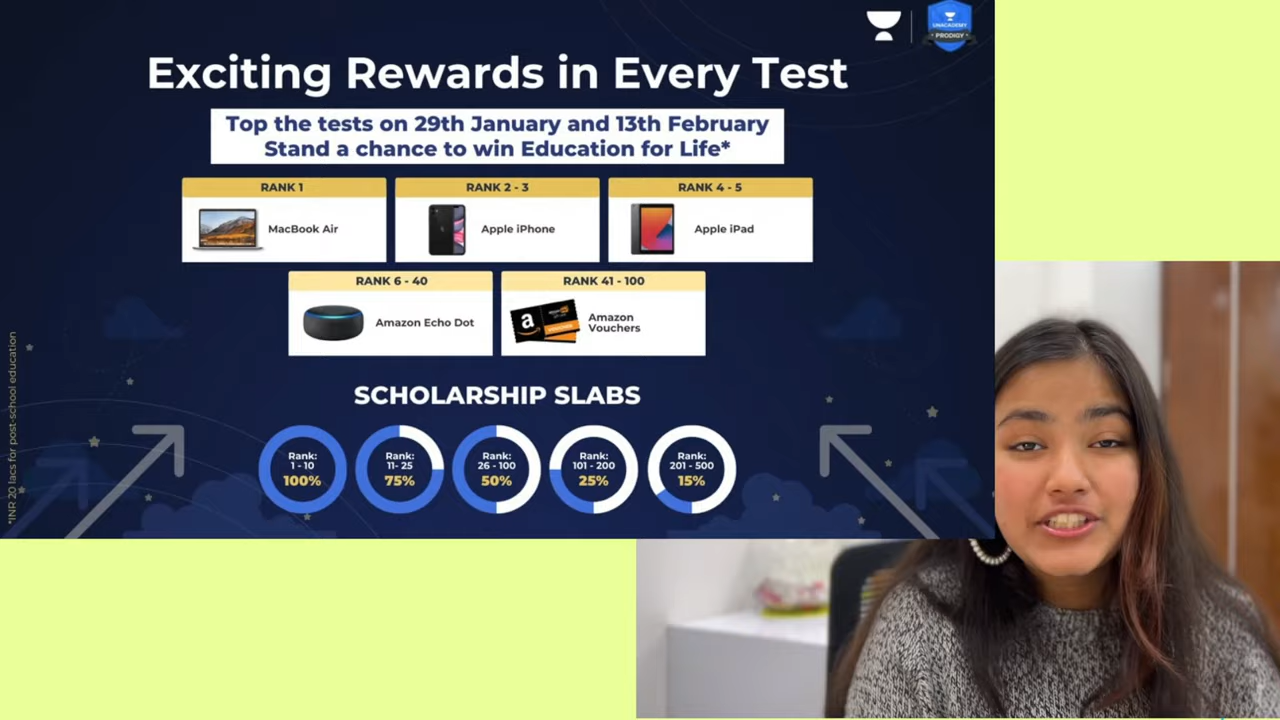 UNACADEMY
PRODIGY
Exciting Rewards in Every Test
Top the tests on 29th January and 13th February
Stand a chance to win Education for Life*
RANK 1
MacBook Air
RANK 2 - 3
Apple iPhone
RANK 4 - 5
Apple iPad
RANK 6 - 40
Amazon Echo Dot
RANK 41 - 100
a
Amazon
Vouchers
SCHOLARSHIP SLABS
Rank:
1 - 10
100%
Rank:
11- 25
75%
Rank:
26 - 100
50%
Rank:
101 - 200
25%
Rank:
201 - 500
15%
*INR 20 lacs for post-school education